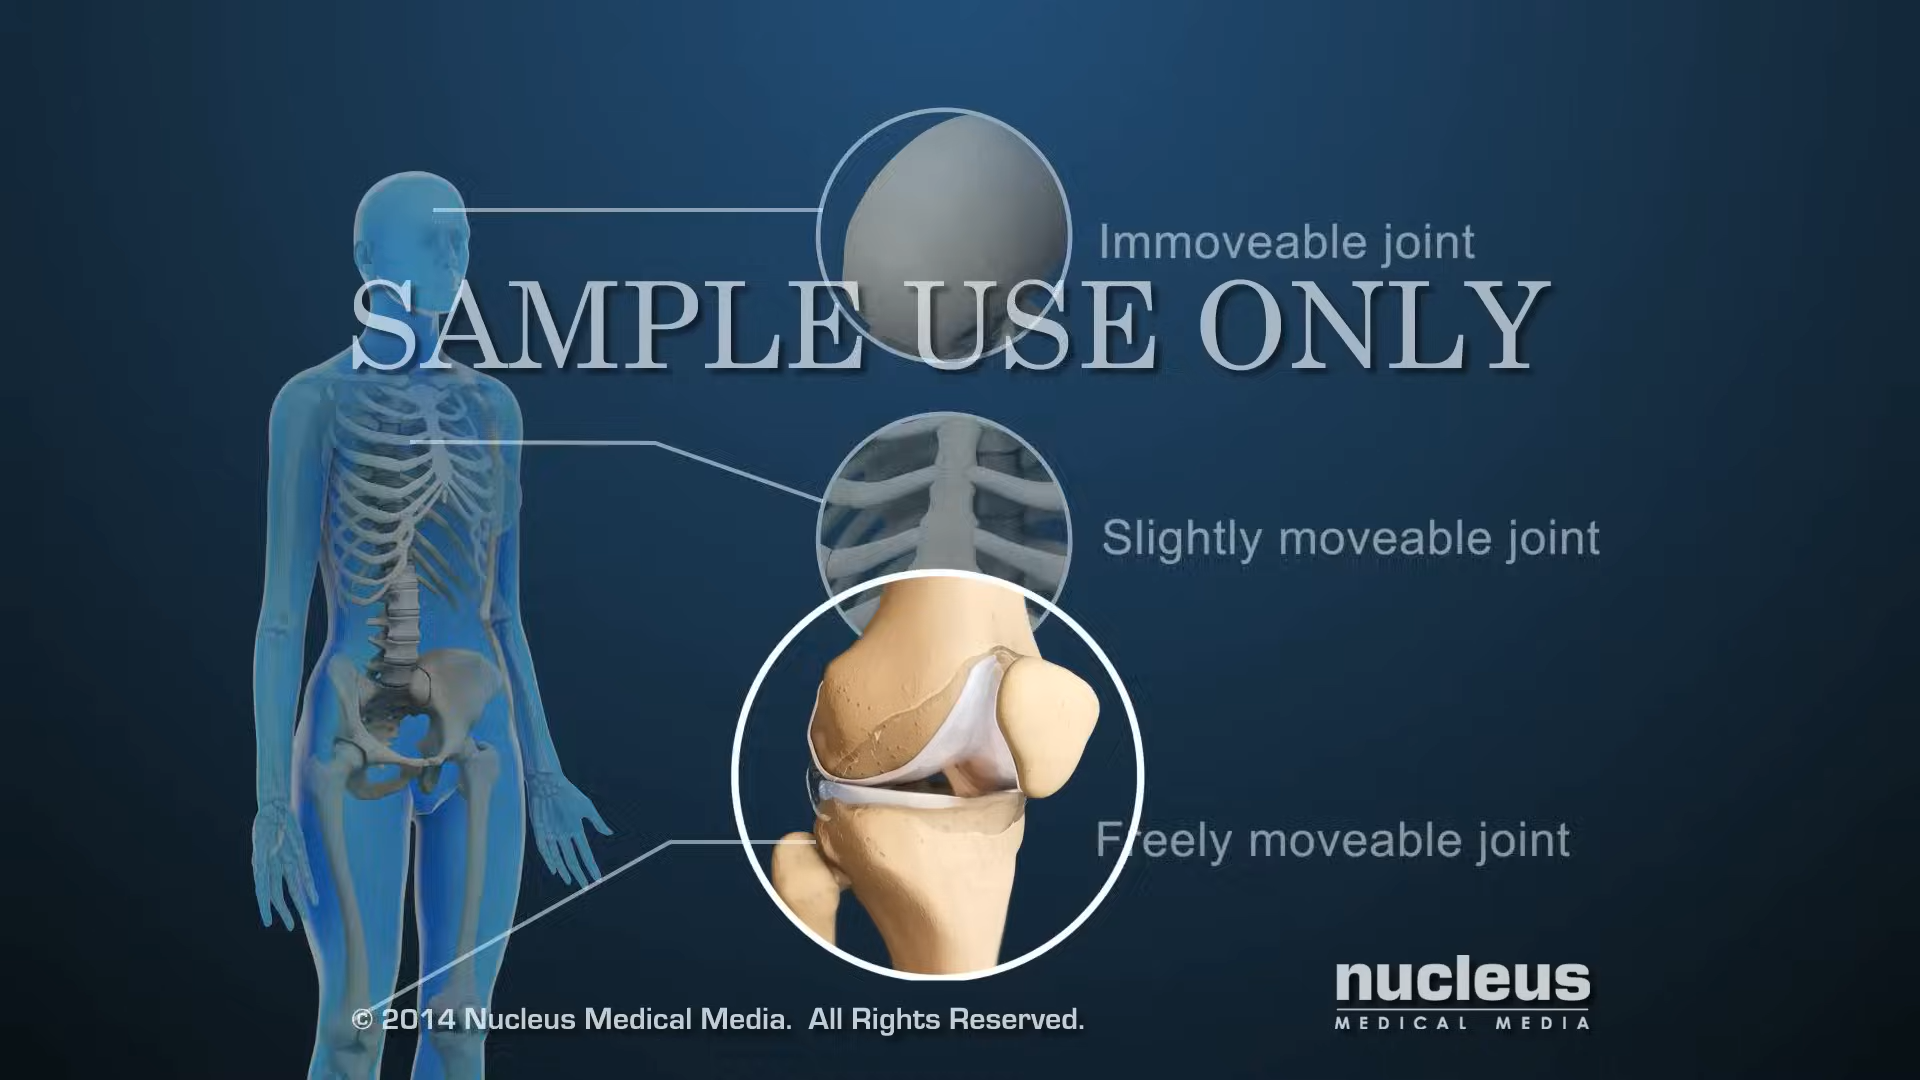 Immoveable joint
SAMPLE USE ONLY
Slightly moveable joint
Freely moveable joint
nucleus
MEDICAL MEDIA
© 2014 Nucleus Medical Media. All Rights Reserved.